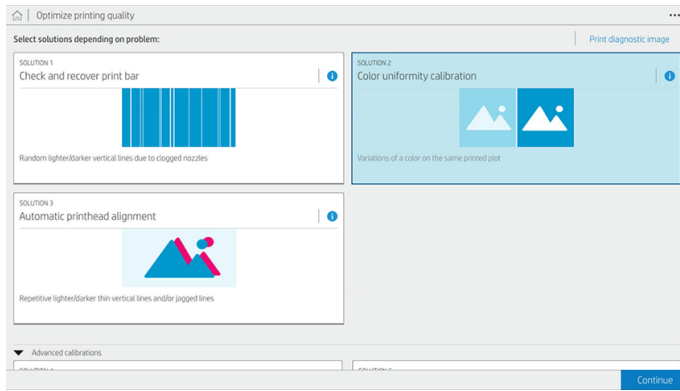 Optimize printing quality
Select solutions depending on problem:
Print diagnostic image
SOLUTION 1
Check and recover print bar
Random lighter/darker vertical lines due to clogged nozzles
SOLUTION 2
Color uniformity calibration
Variations of a color on the same printed plot
SOLUTION 3
Automatic printhead alignment
Repetitive lighter/darker thin vertical lines and/or jagged lines
Advanced calibrations
Continue